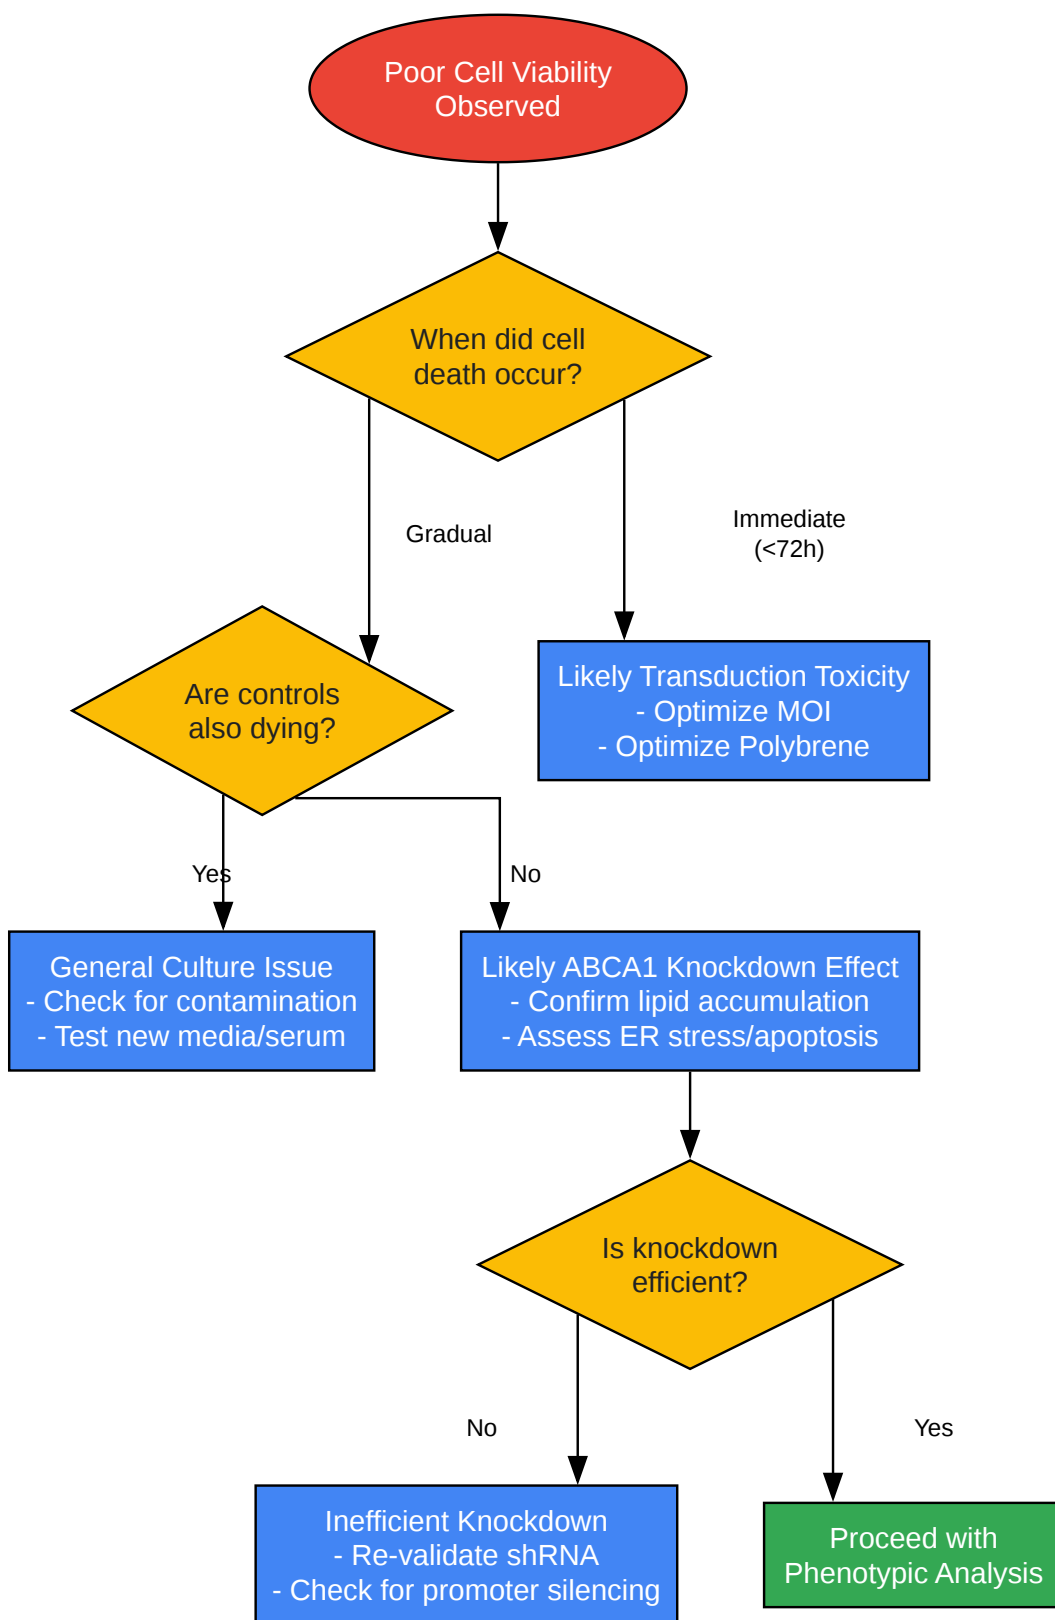 Poor Cell Viability
Observed
When did cell
death occur?
Gradual
Immediate
(<72h)
Are controls
also dying?
Likely Transduction Toxicity
- Optimize MOI
- Optimize Polybrene
Yes
No
General Culture Issue
- Check for contamination
- Test new media/serum
Likely ABCA1 Knockdown Effect
- Confirm lipid accumulation
- Assess ER stress/apoptosis
Is knockdown
efficient?
No
Yes
Inefficient Knockdown
- Re-validate shRNA
- Check for promoter silencing
Proceed with
Phenotypic Analysis